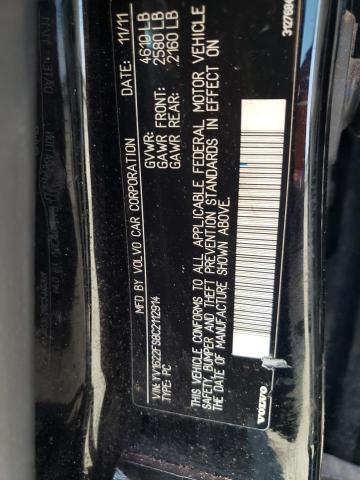 MFD. BY: VOLVO CAR CORPORATION DATE: 11/11
GVWR: 4610 LB
GAWR FRONT: 2580 LB
GAWR REAR: 2160 LB
VIN: YV1622FS8C2112914
TYPE: PC
THIS VEHICLE CONFORMS TO ALL APPLICABLE FEDERAL MOTOR VEHICLE
SAFETY, BUMPER AND THEFT PREVENTION STANDARDS IN EFFECT ON
DATE OF MANUFACTURE SHOWN ABOVE.
VOLVO